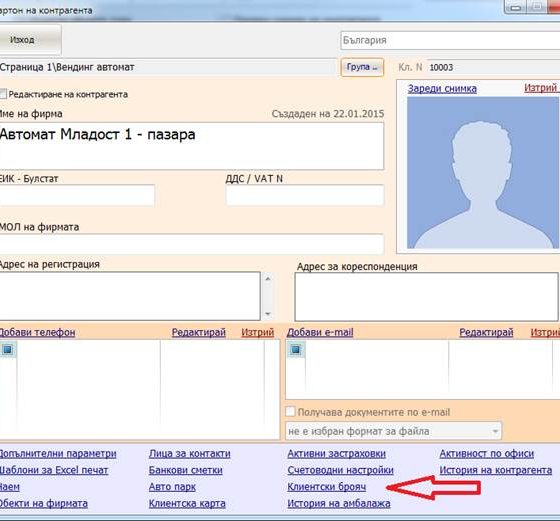 артон на контрагента
Изход
България
Страница 1\Вендинг автомат
Група ..
Кл. N 10003
Редактиране на контрагента
Зареди снимка
Изтрий
Име на фирма
Създаден на 22.01.2015
Автомат Младост 1 - пазара
ЕИК - Булстат
ДДС / VAT N
МОЛ на фирмата
Адрес на регистрация
Адрес за кореспонденция
Добави телефон
Редактирай
Изтрий
Добави e-mail
Редактирай
Изтрий
Получава документите по e-mail
не е избран формат за файла
Допълнителни параметри
Лица за контакти
Активни застраховки
Активност по офиси
Шаблони за Excel печат
Банкови сметки
Счетоводни настройки
История на контрагента
Наем
Авто парк
Клиентски брояч
Обекти на фирмата
Клиентска карта
История на амбалажа